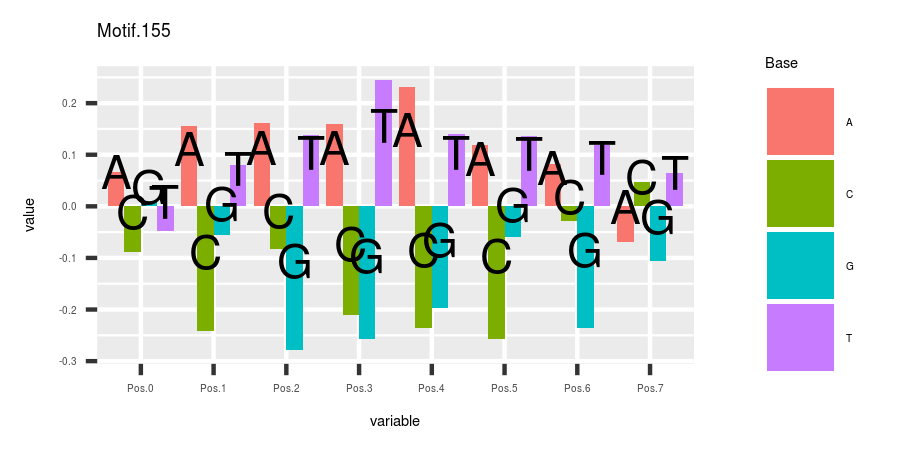 Motif.155
value
0.2
0.1
0.0
-0.1
-0.2
-0.3
A C G T
A C G T
A C G T
A C G T
A C G T
A C G T
A C G T
A C G T
Pos.0 Pos.1 Pos.2 Pos.3 Pos.4 Pos.5 Pos.6 Pos.7
variable
Base
A
C
G
T